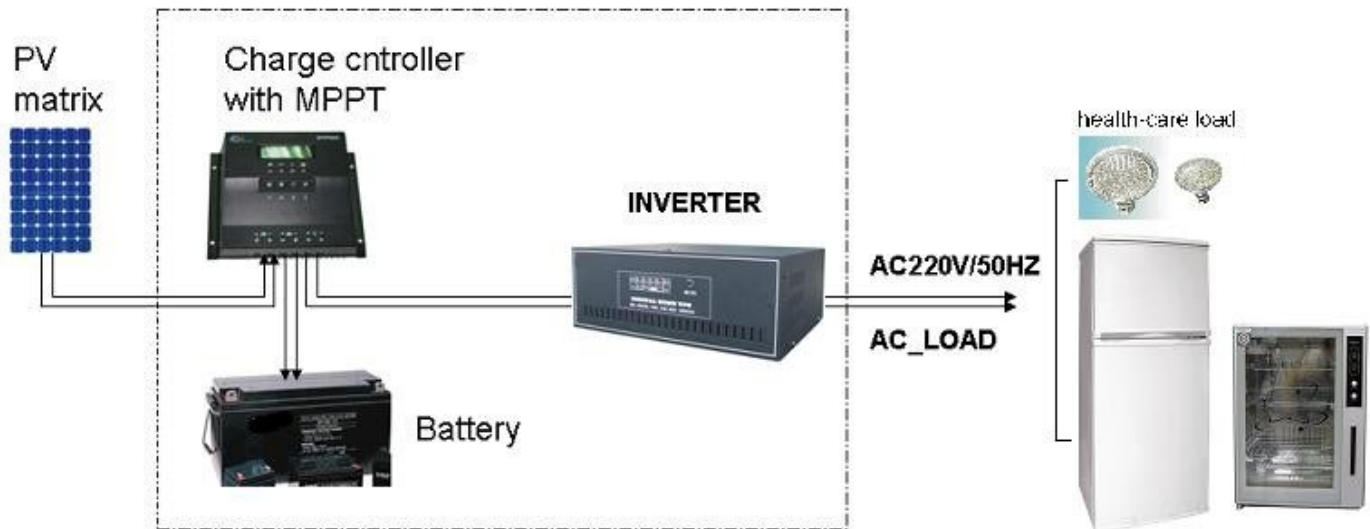 PV
matrix
Charge cntroller
with MPPT
health-care load
INVERTER
AC220V/50HZ
AC_LOAD
Battery